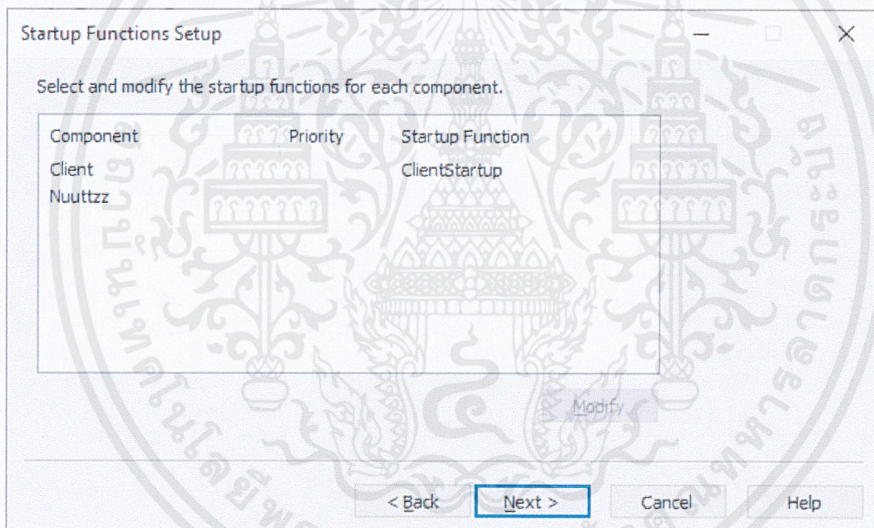 Startup Functions Setup
Select and modify the startup functions for each component.
Component Priority Startup Function
Client ClientStartup
Nuuttzz
Modify
< Back Next > Cancel Help